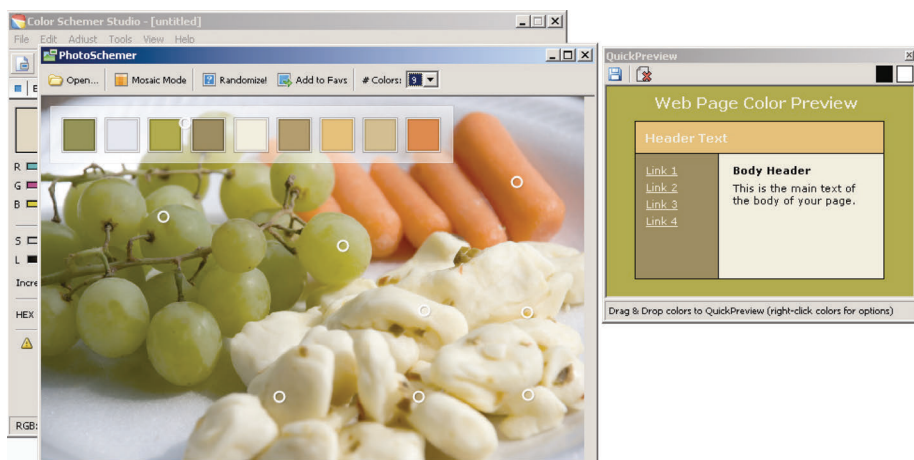 Color Schemer Studio - [untitled]
File Edit Adjust Tools View Help
PhotoSchemer
Open... Mosaic Mode Randomize! Add to Favs # Colors: 9
R
G
B
S
L
Incre
HEX
RGB:
QuickPreview
Web Page Color Preview
Header Text
Link 1
Link 2
Link 3
Link 4
Body Header
This is the main text of
the body of your page.
Drag & Drop colors to QuickPreview (right-click colors for options)